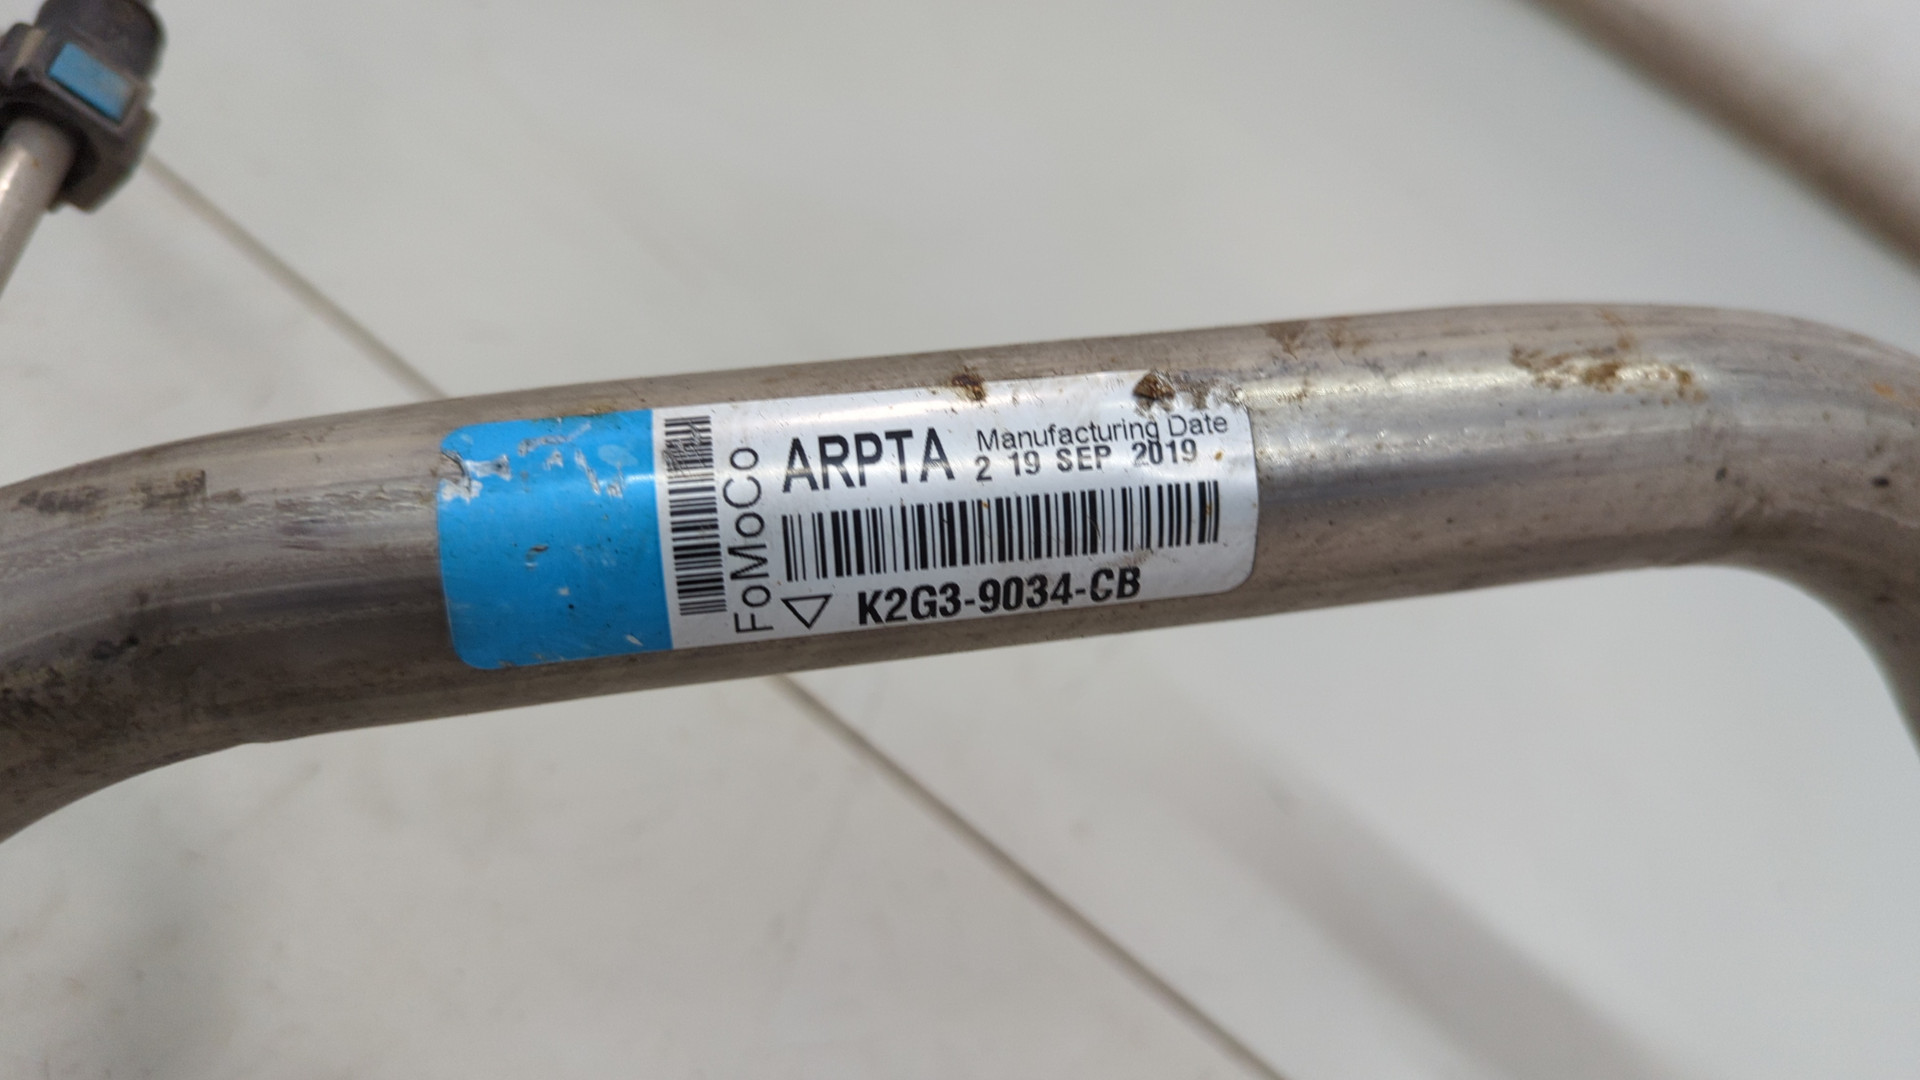 FoMoCo
ARPTA
Manufacturing Date
2 19 SEP 2019
K2G3-9034-CB